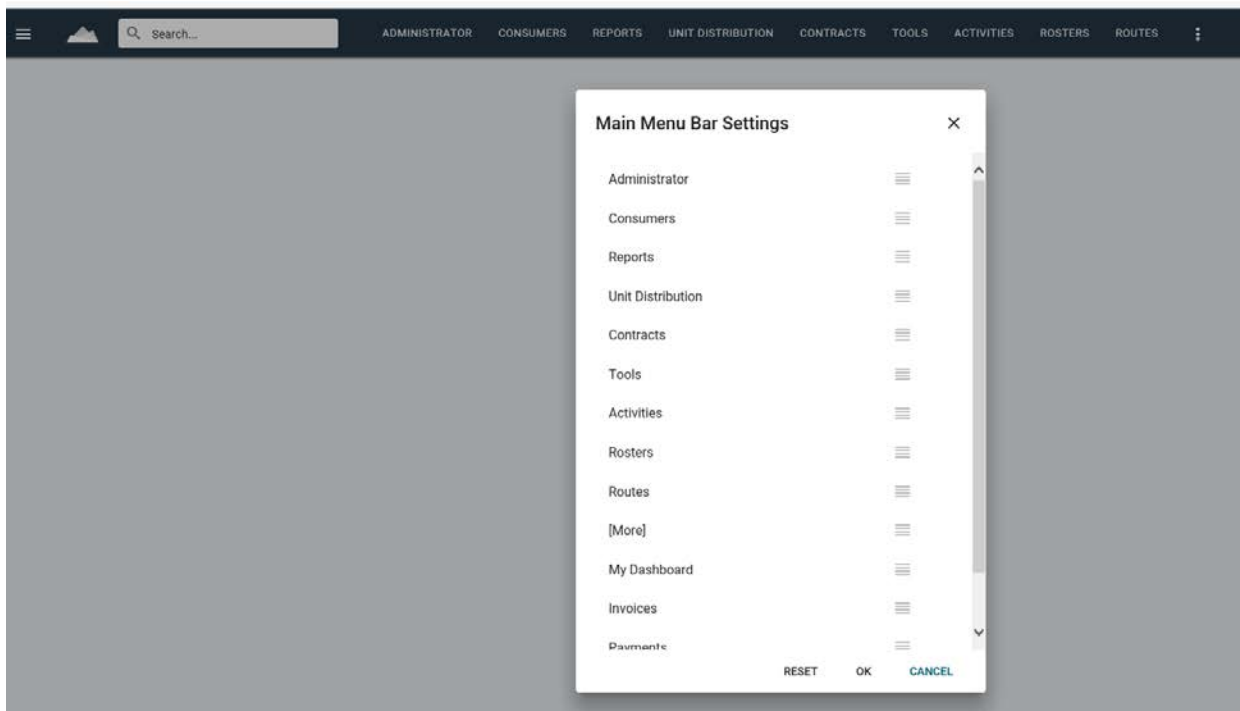 Search... ADMINISTRATOR CONSUMERS REPORTS UNIT DISTRIBUTION CONTRACTS TOOLS ACTIVITIES ROSTERS ROUTES
Main Menu Bar Settings
Administrator
Consumers
Reports
Unit Distribution
Contracts
Tools
Activities
Rosters
Routes
[More]
My Dashboard
Invoices
Payments
RESET OK CANCEL